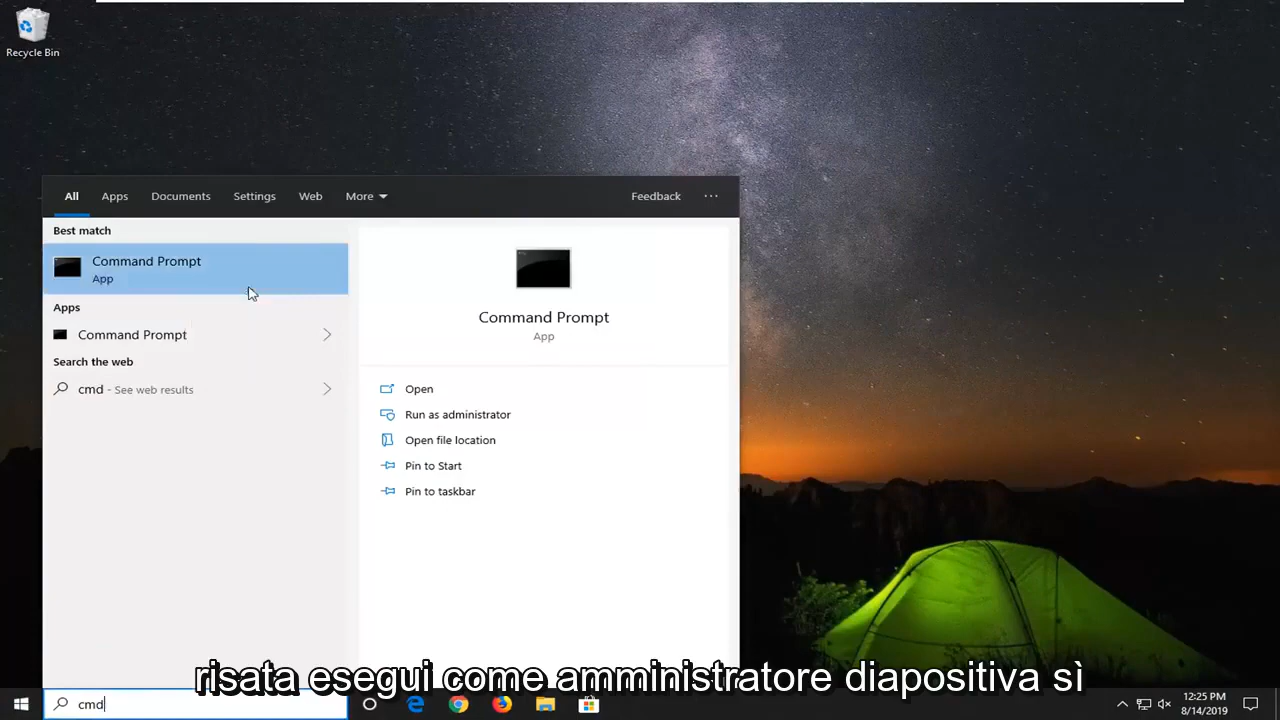 Recycle Bin
All Apps Documents Settings Web More Feedback ...
Best match
Command Prompt
App
Apps
Command Prompt
Search the web
cmd - See web results
Command Prompt
App
Open
Run as administrator
Open file location
Pin to Start
Pin to taskbar
risata esegui come amministratore diapositiva sì
cmd
12:25 PM
8/14/2019